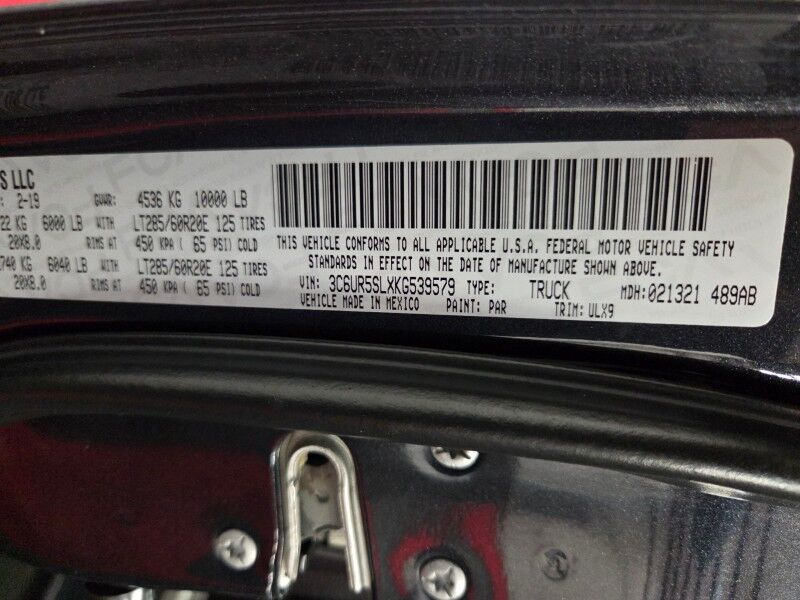 S LLC
2-19 GVWR: 4536 KG 10000 LB
22 KG 6000 LB WITH LT285/60R20E 125 TIRES
20X8.0 RIMS AT 450 KPA ( 65 PSI) COLD
740 KG 6040 LB WITH LT285/60R20E 125 TIRES
20X8.0 RIMS AT 450 KPA ( 65 PSI) COLD
THIS VEHICLE CONFORMS TO ALL APPLICABLE U.S.A. FEDERAL MOTOR VEHICLE SAFETY
STANDARDS IN EFFECT ON THE DATE OF MANUFACTURE SHOWN ABOVE.
VIN: 3C6UR5SLXKG539579 TYPE: TRUCK MDH: 021321 489AB
VEHICLE MADE IN MEXICO PAINT: PAR TRIM: ULX9